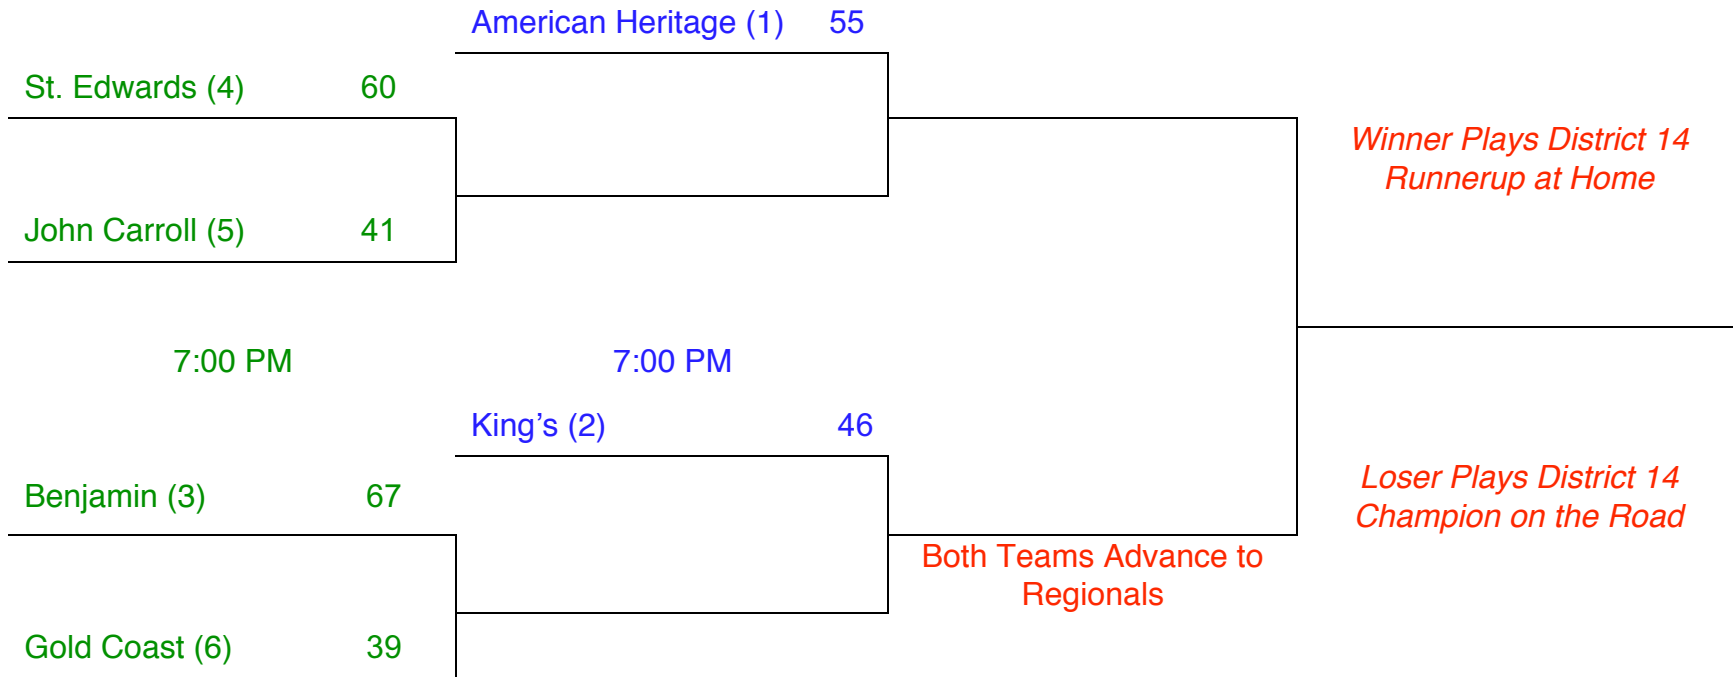 American Heritage (1) 55
St. Edwards (4) 60
Winner Plays District 14
Runnerup at Home
John Carroll (5) 41
7:00 PM
7:00 PM
King's (2) 46
Benjamin (3) 67
Loser Plays District 14
Champion on the Road
Both Teams Advance to
Regionals
Gold Coast (6) 39